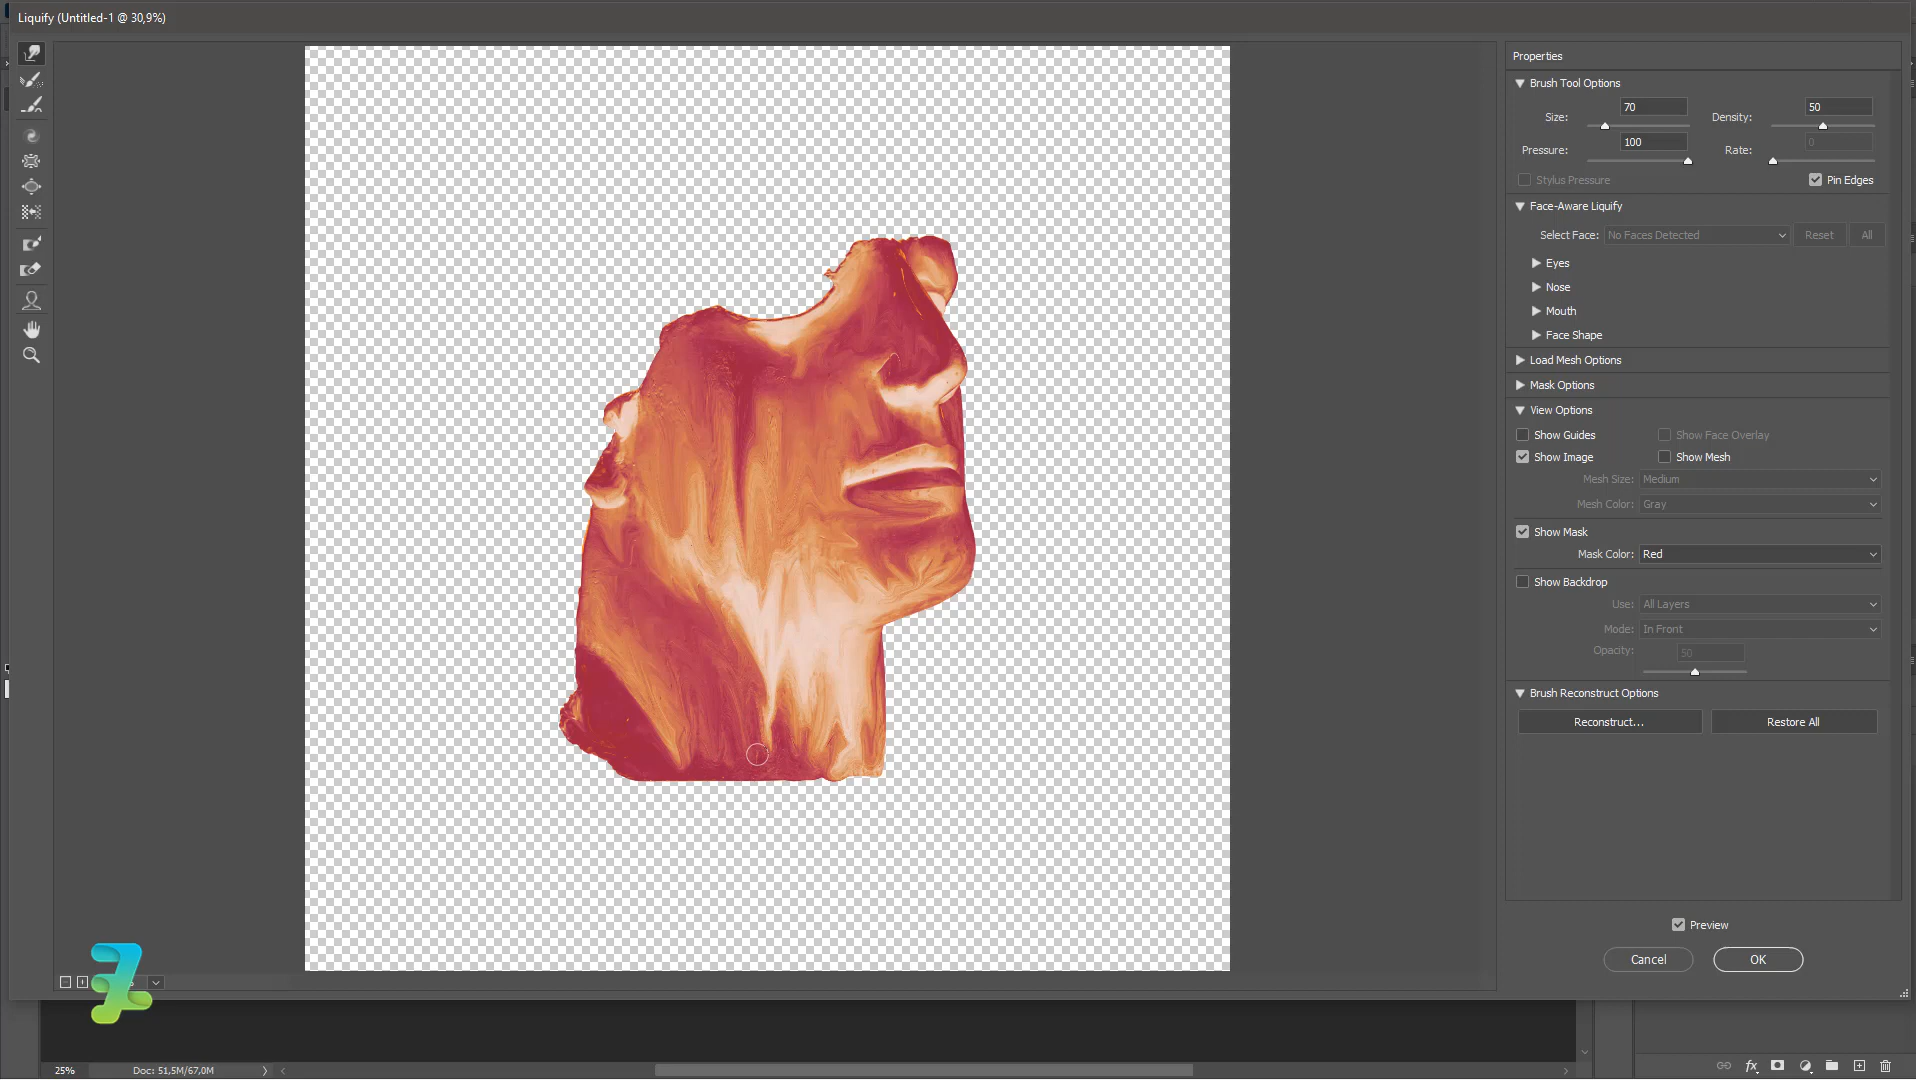 Liquify (Untitled-1 @ 30,9%)
Properties
Brush Tool Options
Size: 70
Density: 50
Pressure: 100
Rate: 0
Stylus Pressure
Pin Edges
Face-Aware Liquify
Select Face: No Faces Detected
Reset
All
Eyes
Nose
Mouth
Face Shape
Load Mesh Options
Mask Options
View Options
Show Guides
Show Face Overlay
Show Image
Show Mesh
Mesh Size: Medium
Mesh Color: Gray
Show Mask
Mask Color: Red
Show Backdrop
Use: All Layers
Mode: In Front
Opacity: 50
Brush Reconstruct Options
Reconstruct...
Restore All
Preview
Cancel
OK
25%
Doc: 51,5M/67,0M
fx